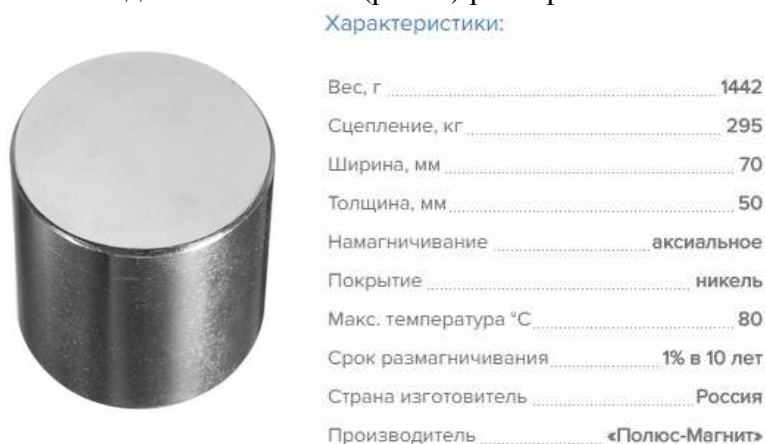 Характеристики:
Вес, г 1442
Сцепление, кг 295
Ширина, мм 70
Толщина, мм 50
Намагничивание аксиальное
Покрытие никель
Макс. температура °С 80
Срок размагничивания 1% в 10 лет
Страна изготовитель Россия
Производитель «Полюс-Магнит»